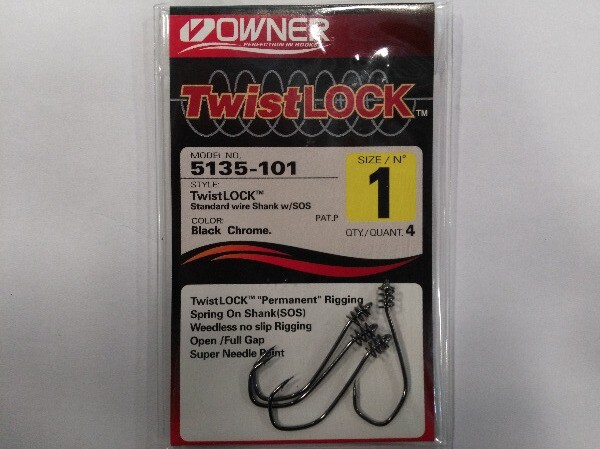 OWNER
PERFECTION IN HOOKS
TwistLOCK™
MODEL NO.
5135-101
STYLE:
TwistLOCK™
Standard wire Shank w/SOS
COLOR:
Black Chrome.
PAT.P
SIZE / Nº
1
QTY./QUANT. 4
TwistLOCK™ "Permanent" Rigging
Spring On Shank(SOS)
Weedless no slip Rigging
Open /Full Gap
Super Needle Point